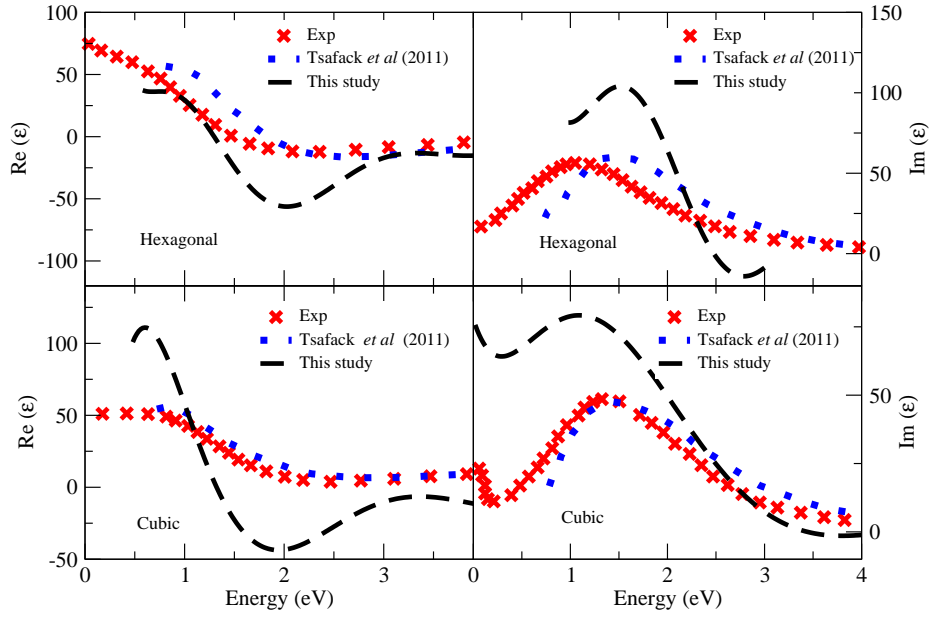 100
50
0
-50
-100
Re (ε)
Exp
Tsafack et al (2011)
This study
Hexagonal
Exp
Tsafack et al (2011)
This study
Hexagonal
150
100
50
0
Im (ε)
100
50
0
-50
Re (ε)
Exp
Tsafack et al (2011)
This study
Cubic
0 1 2
Energy (eV)
Exp
Tsafack et al (2011)
This study
Cubic
50
0
Im (ε)
0 1 2 3 4
Energy (eV)